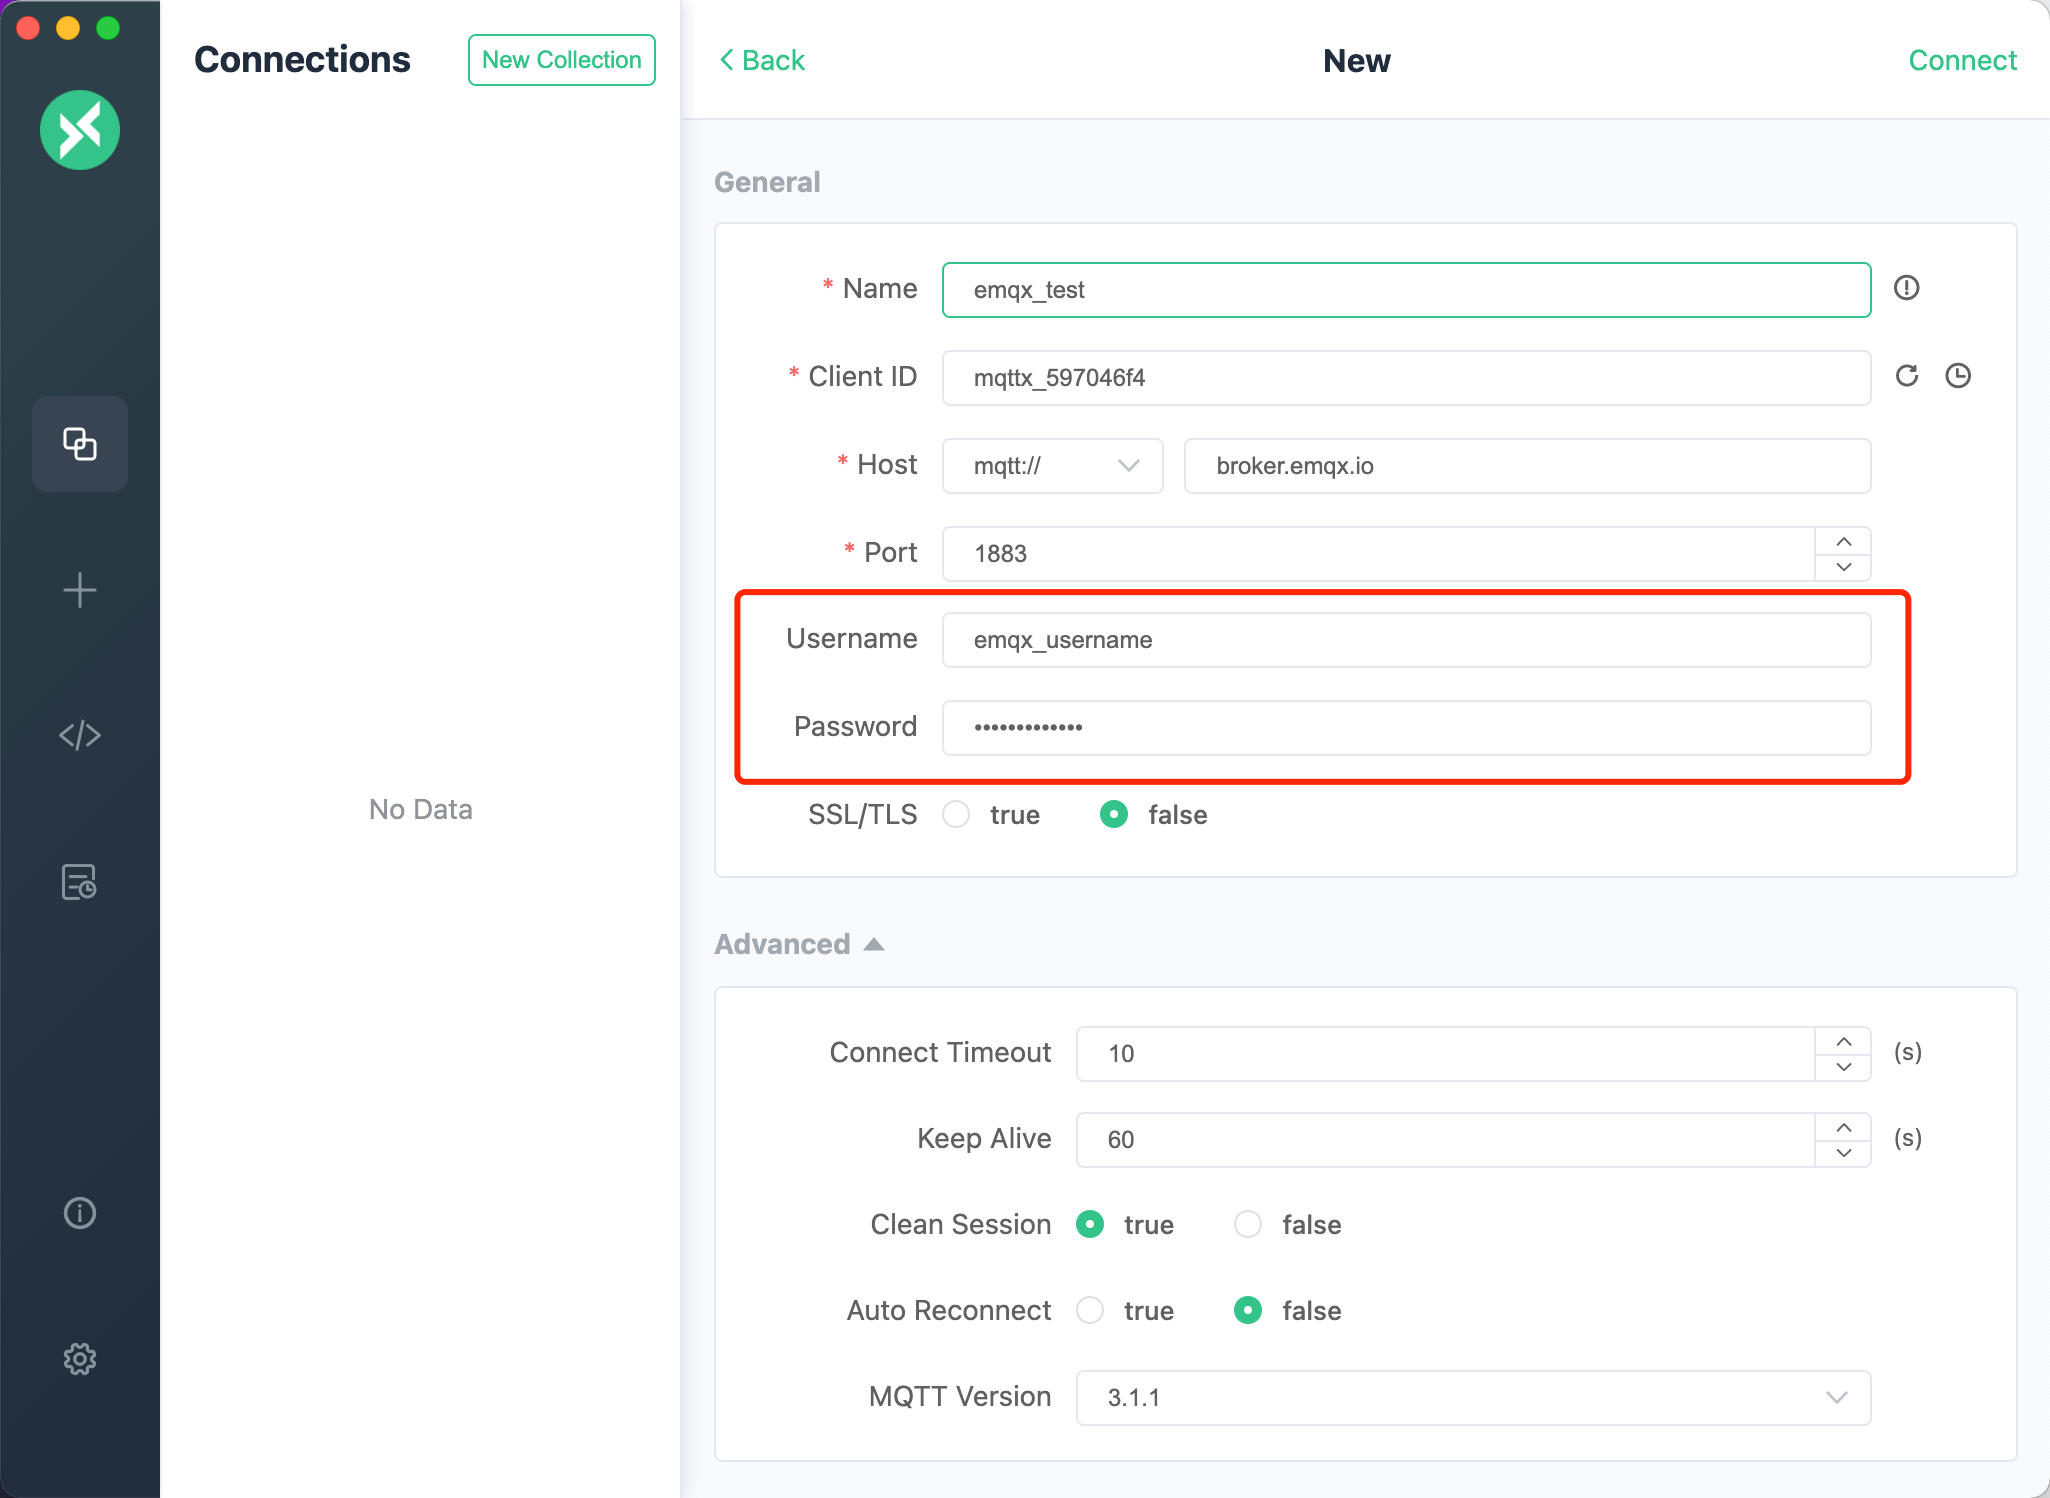 Connections
New Collection
No Data
Back
New
Connect
General
* Name
emqx_test
* Client ID
mqttx_597046f4
* Host
mqtt://
broker.emqx.io
* Port
1883
Username
emqx_username
Password
•••••••••••••
SSL/TLS
true
false
Advanced
Connect Timeout
10
(s)
Keep Alive
60
(s)
Clean Session
true
false
Auto Reconnect
true
false
MQTT Version
3.1.1